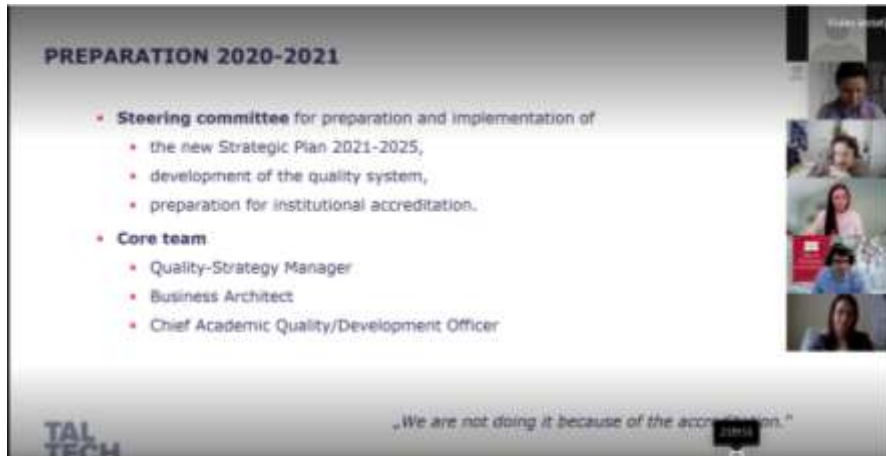 PREPARATION 2020-2021
• Steering committee for preparation and implementation of
• the new Strategic Plan 2021-2025,
• development of the quality system,
• preparation for institutional accreditation.
• Core team
• Quality-Strategy Manager
• Business Architect
• Chief Academic Quality/Development Officer
„We are not doing it because of the accreditation."
TAL
TECH